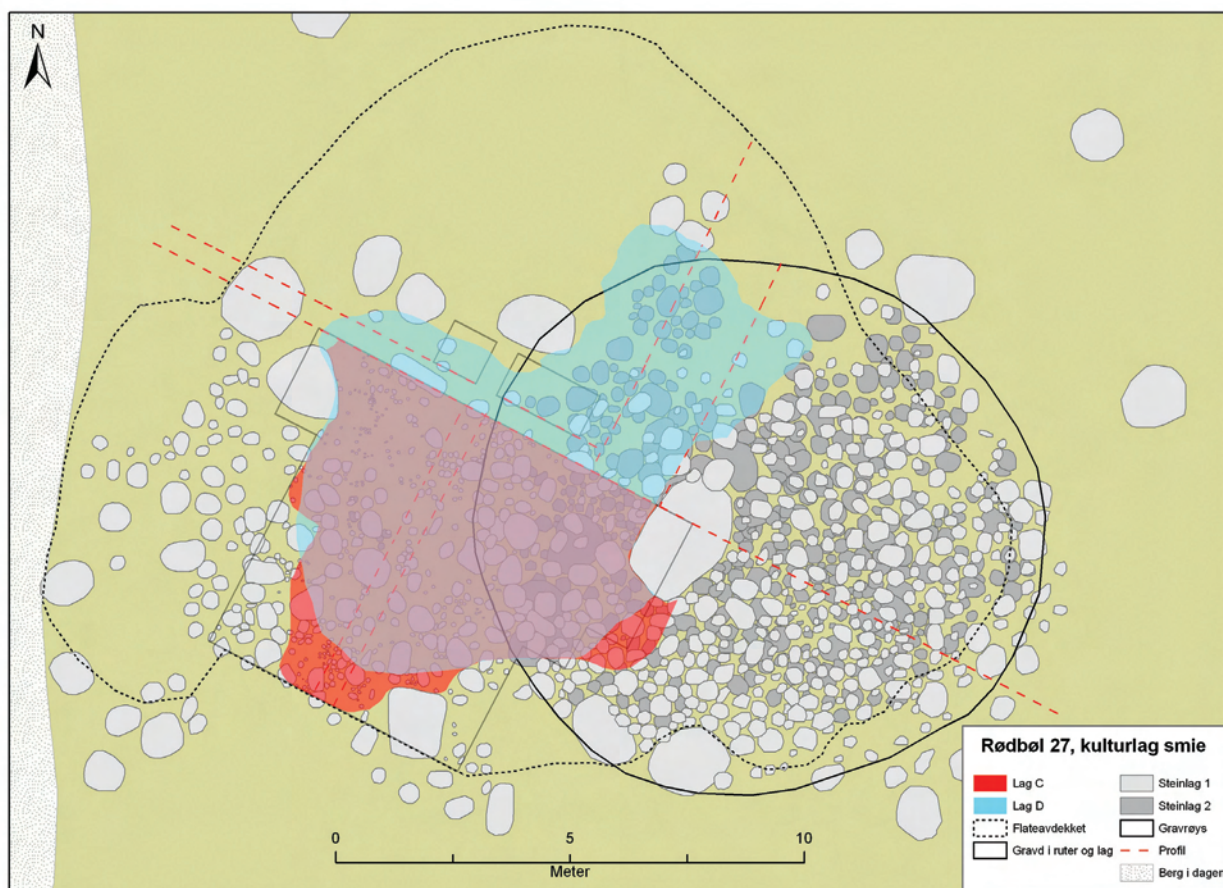 N
Rødbøl 27, kulturlag smie
Lag C
Lag D
Flateavdekket
Gravd i ruter og lag
Steinlag 1
Steinlag 2
Gravrøys
Profil
Berg i dagen
0 5 10
Meter